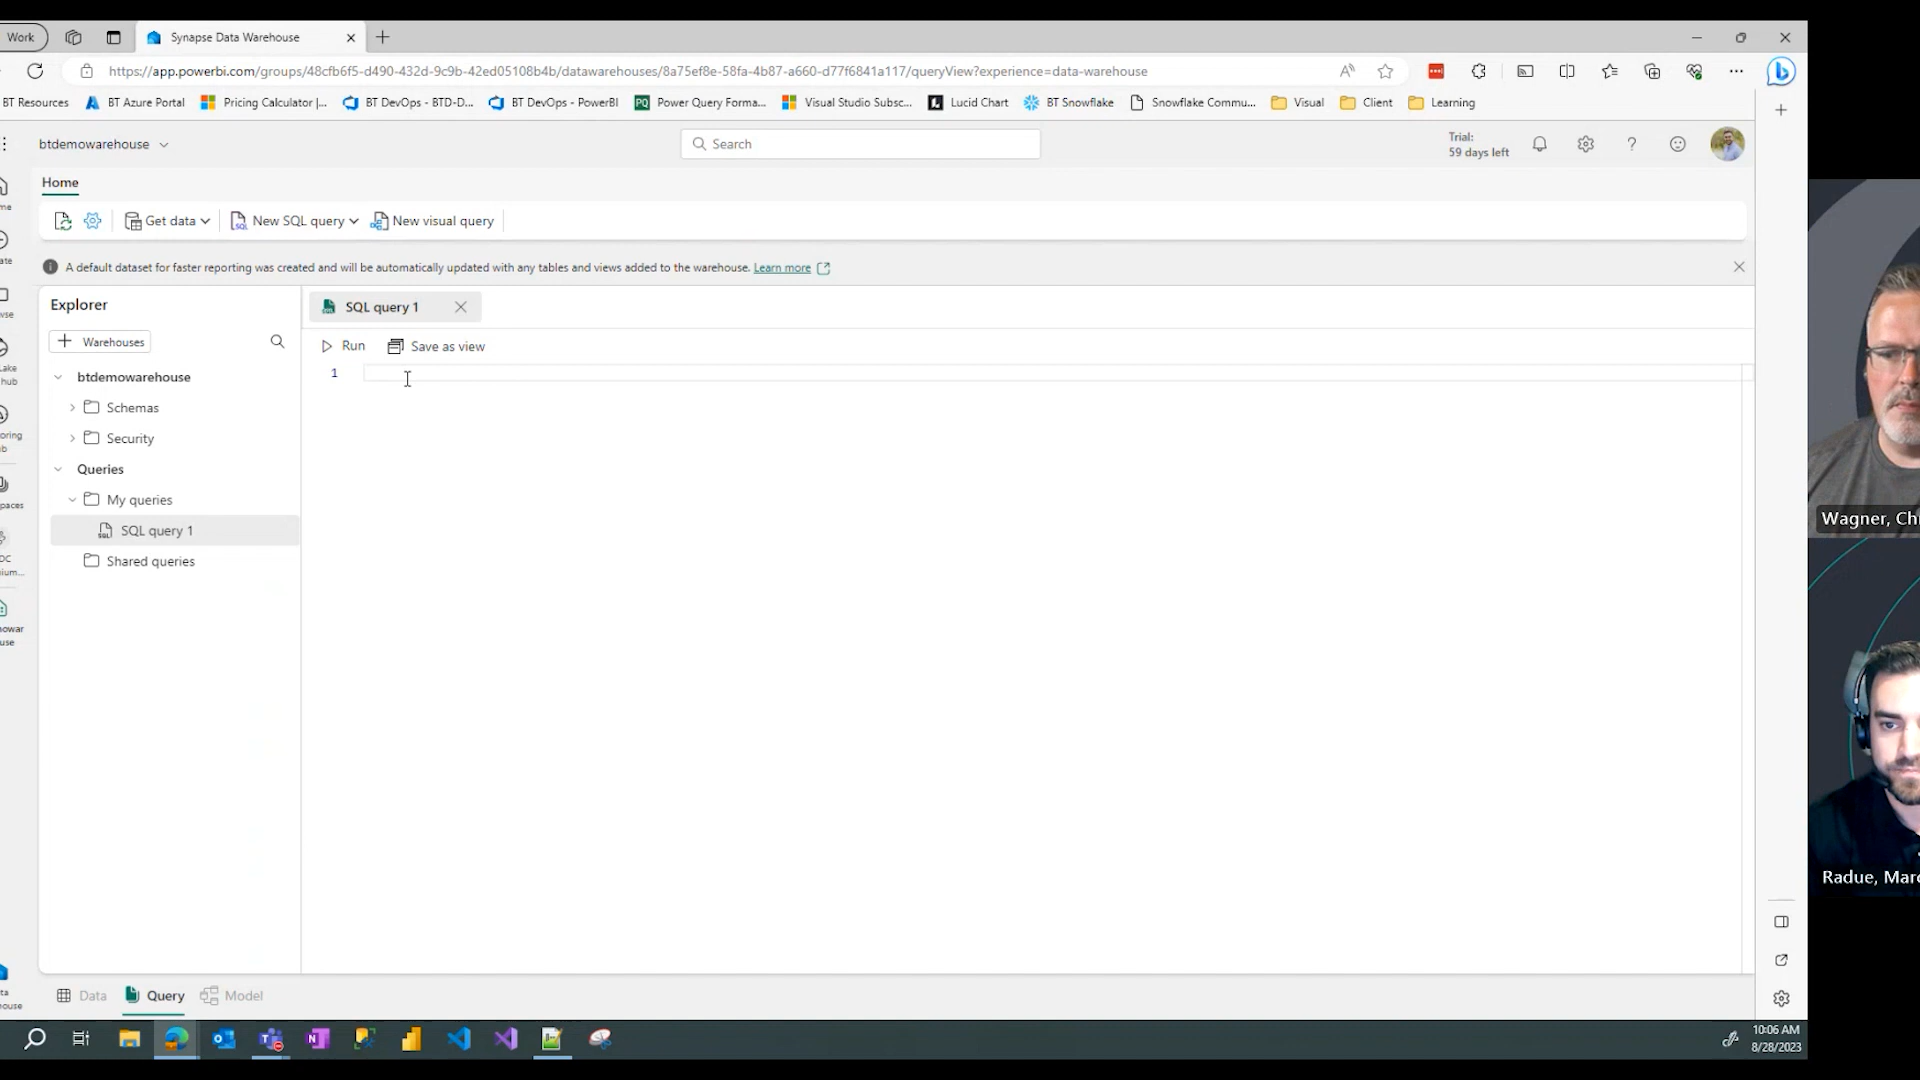 Work
Synapse Data Warehouse
https://app.powerbi.com/groups/48cfb6f5-d490-432d-9c9b-42ed05108b4b/datawarehouses/8a75ef8e-58fa-4b87-a660-d77f6841a117/queryView?experience=data-warehouse
BT Resources BT Azure Portal Pricing Calculator |... BT DevOps - BTD-D... BT DevOps - PowerBI Power Query Forma... Visual Studio Subsc... Lucid Chart BT Snowflake Snowflake Commu... Visual Client Learning
btdemowarehouse
Search
Trial:
59 days left
Home
Get data New SQL query New visual query
A default dataset for faster reporting was created and will be automatically updated with any tables and views added to the warehouse. Learn more
Explorer
SQL query 1
+ Warehouses
Run Save as view
1
btdemowarehouse
Schemas
Security
Queries
My queries
SQL query 1
Shared queries
Data Query Model
10:06 AM
8/28/2023
Wagner, Chr
Radue, Marc